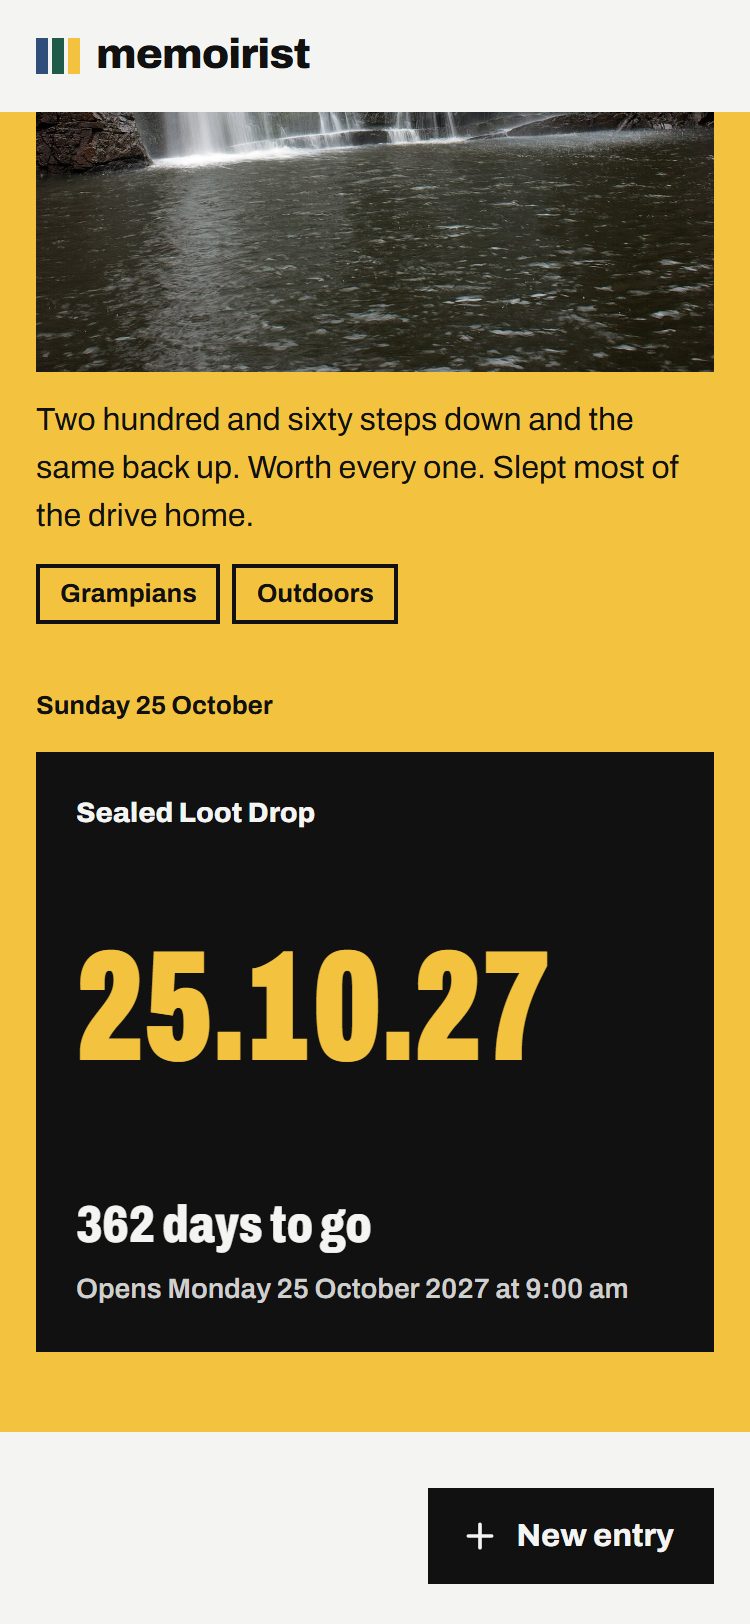 memoirist
Two hundred and sixty steps down and the
same back up. Worth every one. Slept most of
the drive home.
Grampians
Outdoors
Sunday 25 October
Sealed Loot Drop
25.10.27
362 days to go
Opens Monday 25 October 2027 at 9:00 am
New entry